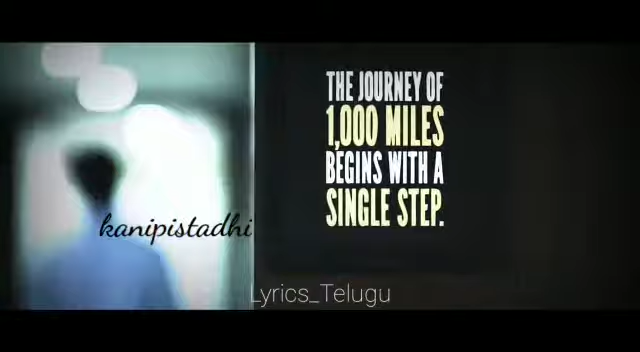 THE JOURNEY OF
1,000 MILES
BEGINS WITH A
SINGLE STEP.
kanipistadhi
Lyrics_Telugu